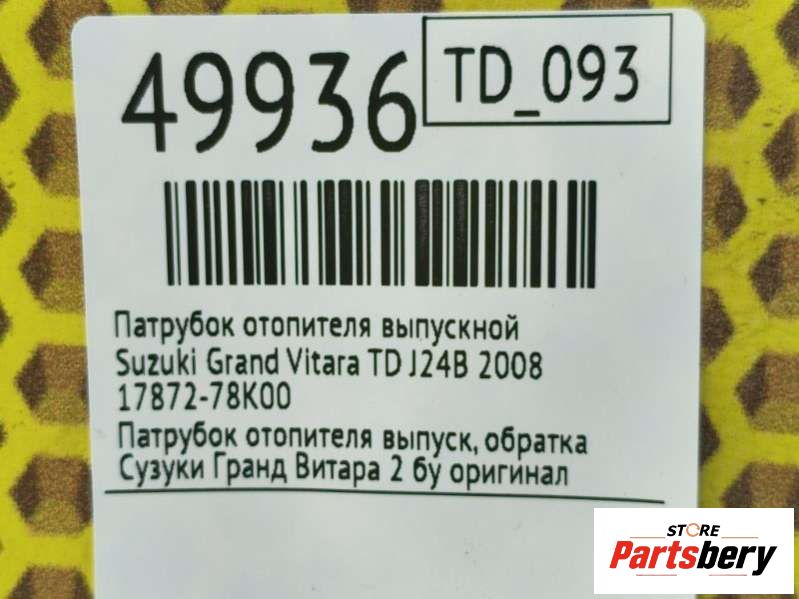 49936
TD_093
Патрубок отопителя выпускной
Suzuki Grand Vitara TD J24B 2008
17872-78K00
Патрубок отопителя выпуск, обратка
Сузуки Гранд Витара 2 бу оригинал
STORE
Partsbery